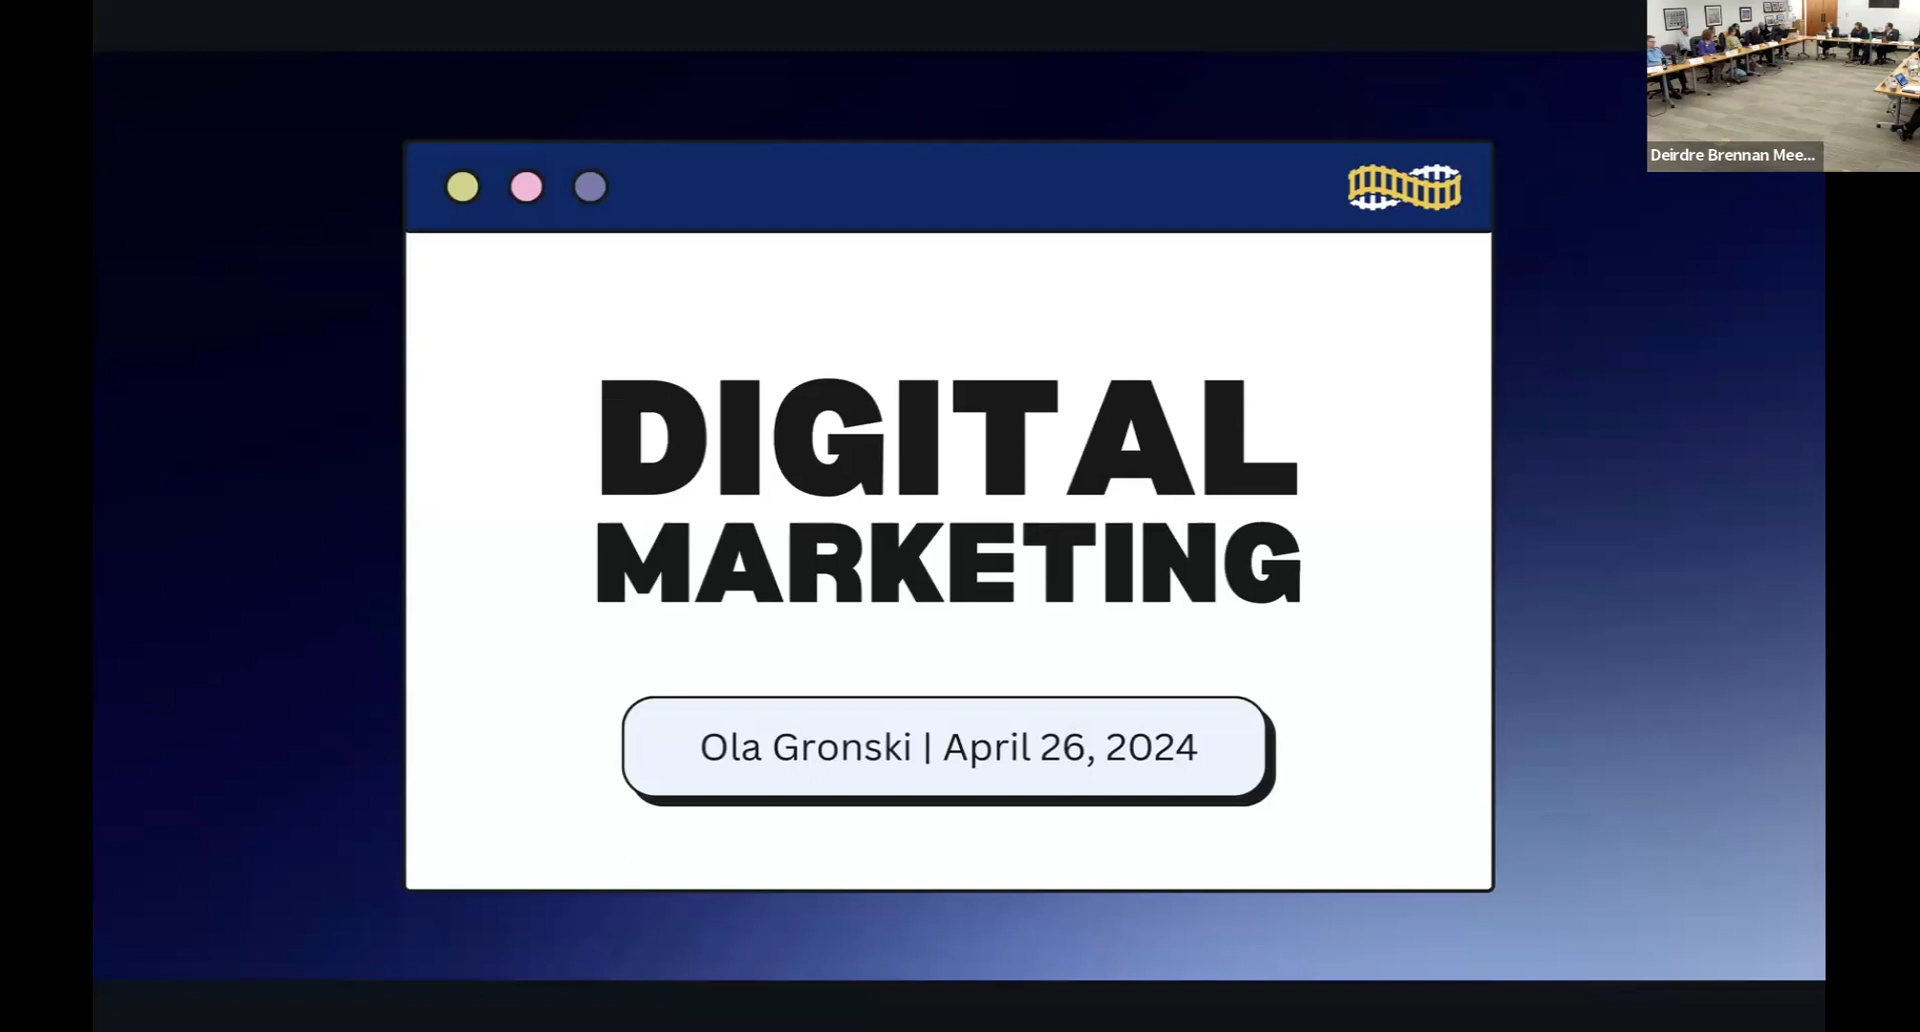 Deirdre Brennan Mee...
DIGITAL
MARKETING
Ola Gronski | April 26, 2024